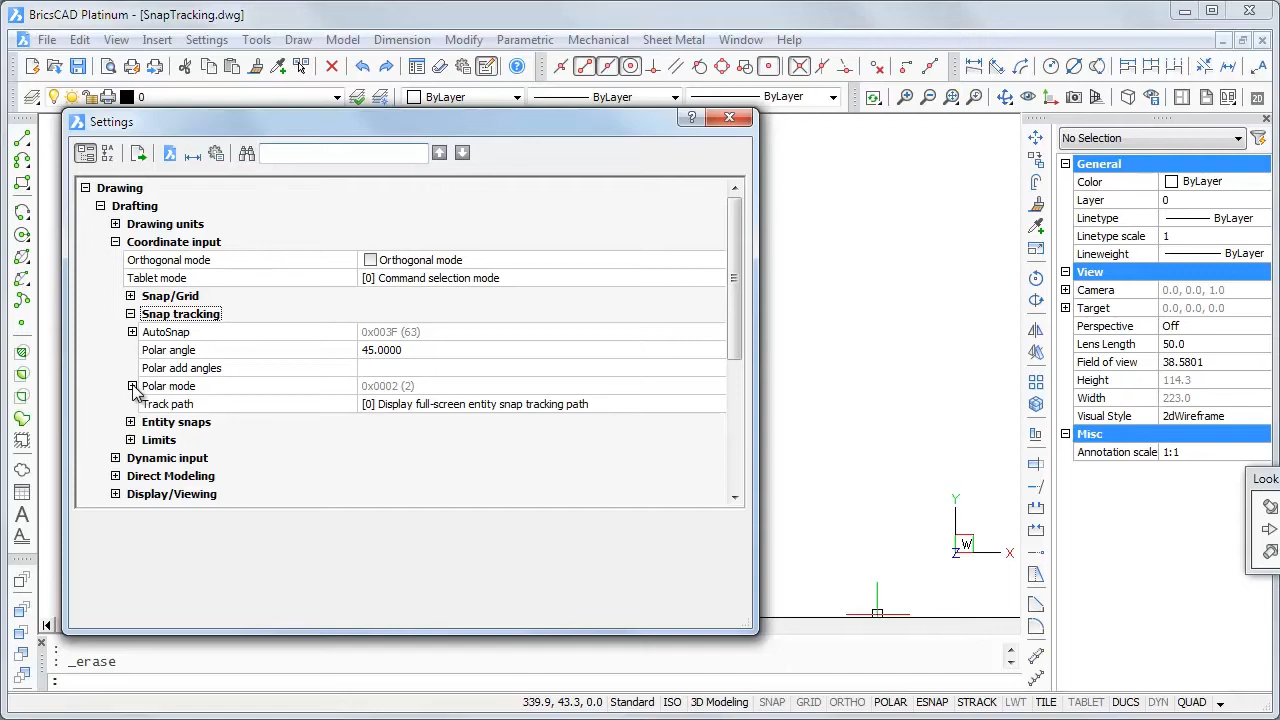 BricsCAD Platinum - [SnapTracking.dwg]
File Edit View Insert Settings Tools Draw Model Dimension Modify Parametric Mechanical Sheet Metal Window Help
0 ByLayer ByLayer ByLayer
Settings
No Selection
Drawing
Drafting
Drawing units
Coordinate input
Orthogonal mode Orthogonal mode
Tablet mode [0] Command selection mode
Snap/Grid
Snap tracking
AutoSnap 0x003F (63)
Polar angle 45.0000
Polar add angles
Polar mode 0x0002 (2)
Track path [0] Display full-screen entity snap tracking path
Entity snaps
Limits
Dynamic input
Direct Modeling
Display/Viewing
General
Color ByLayer
Layer 0
Linetype ByLayer
Linetype scale 1
Lineweight ByLayer
View
Camera 0.0, 0.0, 1.0
Target 0.0, 0.0, 0.0
Perspective Off
Lens Length 50.0
Field of view 38.5801
Height 114.3
Width 223.0
Visual Style 2dWireframe
Misc
Annotation scale 1:1
Look
Y
W
Z X
:
: _erase
:
339.9, 43.3, 0.0 Standard ISO 3D Modeling SNAP GRID ORTHO POLAR ESNAP STRACK LWT TILE TABLET DUCS DYN QUAD